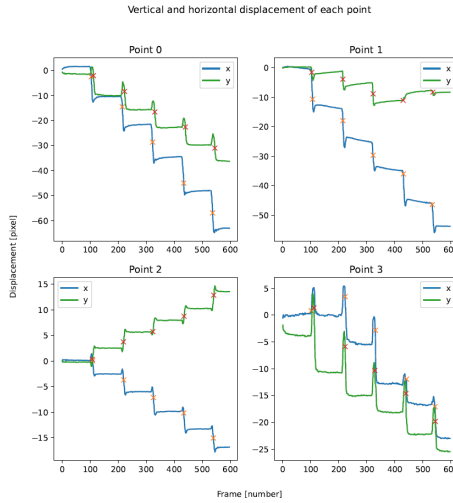 Vertical and horizontal displacement of each point
Point 0
Point 1
x
y
x
y
0
−10
−20
−30
−40
−50
−60
0
−10
−20
−30
−40
−50
0 100 200 300 400 500 600
0 100 200 300 400 500 600
Displacement [pixel]
Point 2
Point 3
x
y
x
y
15
10
5
0
−5
−10
−15
5
0
−5
−10
−15
−20
−25
0 100 200 300 400 500 600
0 100 200 300 400 500 600
Frame [number]